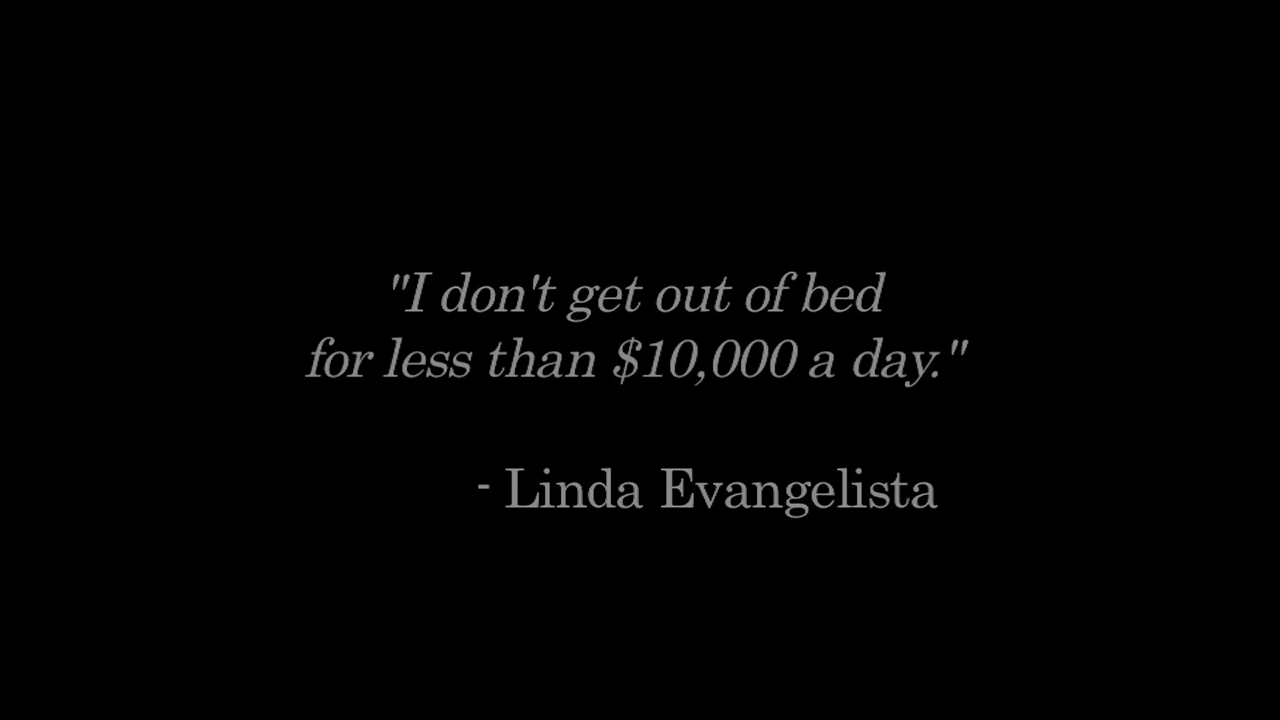 "I don't get out of bed
for less than $10,000 a day."
- Linda Evangelista